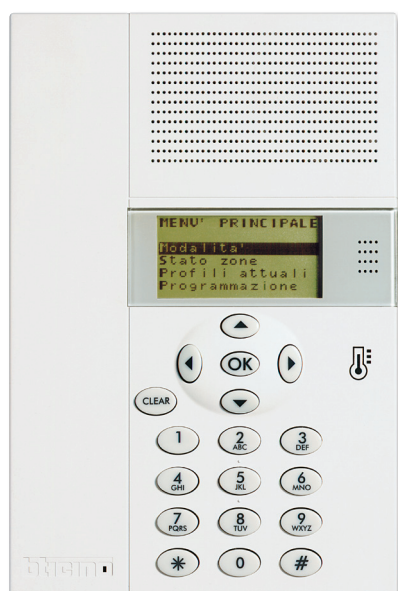 MENU' PRINCIPALE
Modalita'
Stato zone
Profili attuali
Programmazione
OK
CLEAR
1
2 ABC
3 DEF
4 GHI
5 JKL
6 MNO
7 PQRS
8 TUV
9 WXYZ
* 0 #
bticino